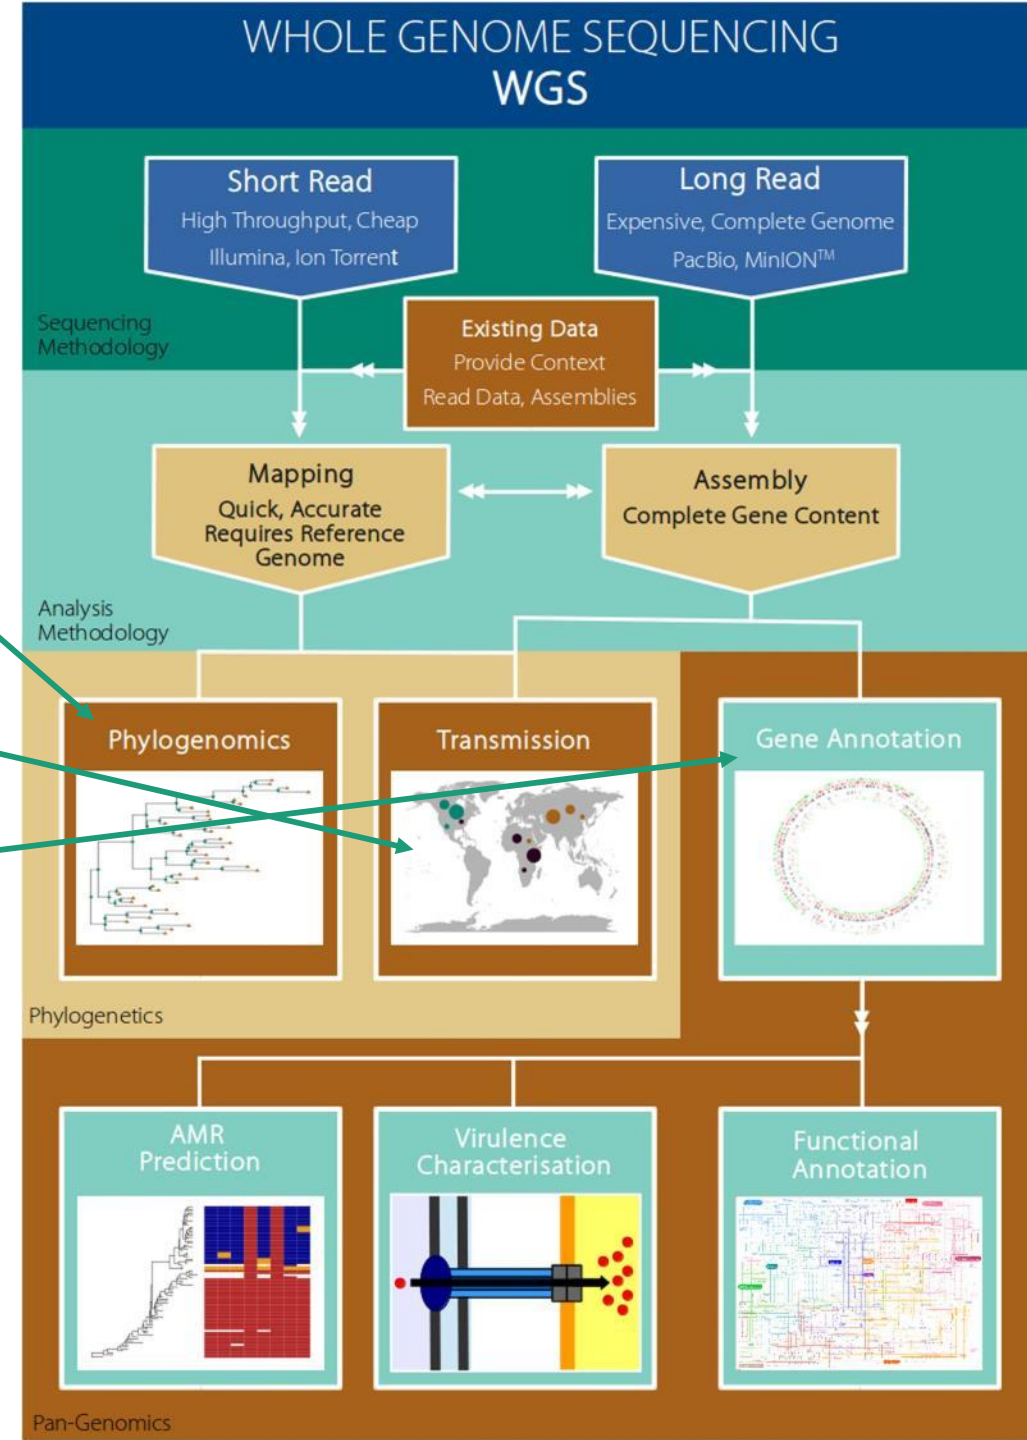 WHOLE GENOME SEQUENCING
WGS
Short Read
High Throughput, Cheap
Illumina, Ion Torrent
Long Read
Expensive, Complete Genome
PacBio, MinION™
Sequencing
Methodology
Existing Data
Provide Context
Read Data, Assemblies
Mapping
Quick, Accurate
Requires Reference
Genome
Assembly
Complete Gene Content
Analysis
Methodology
Phylogenomics
Transmission
Gene Annotation
Phylogenetics
AMR
Prediction
Virulence
Characterisation
Functional
Annotation
Pan-Genomics